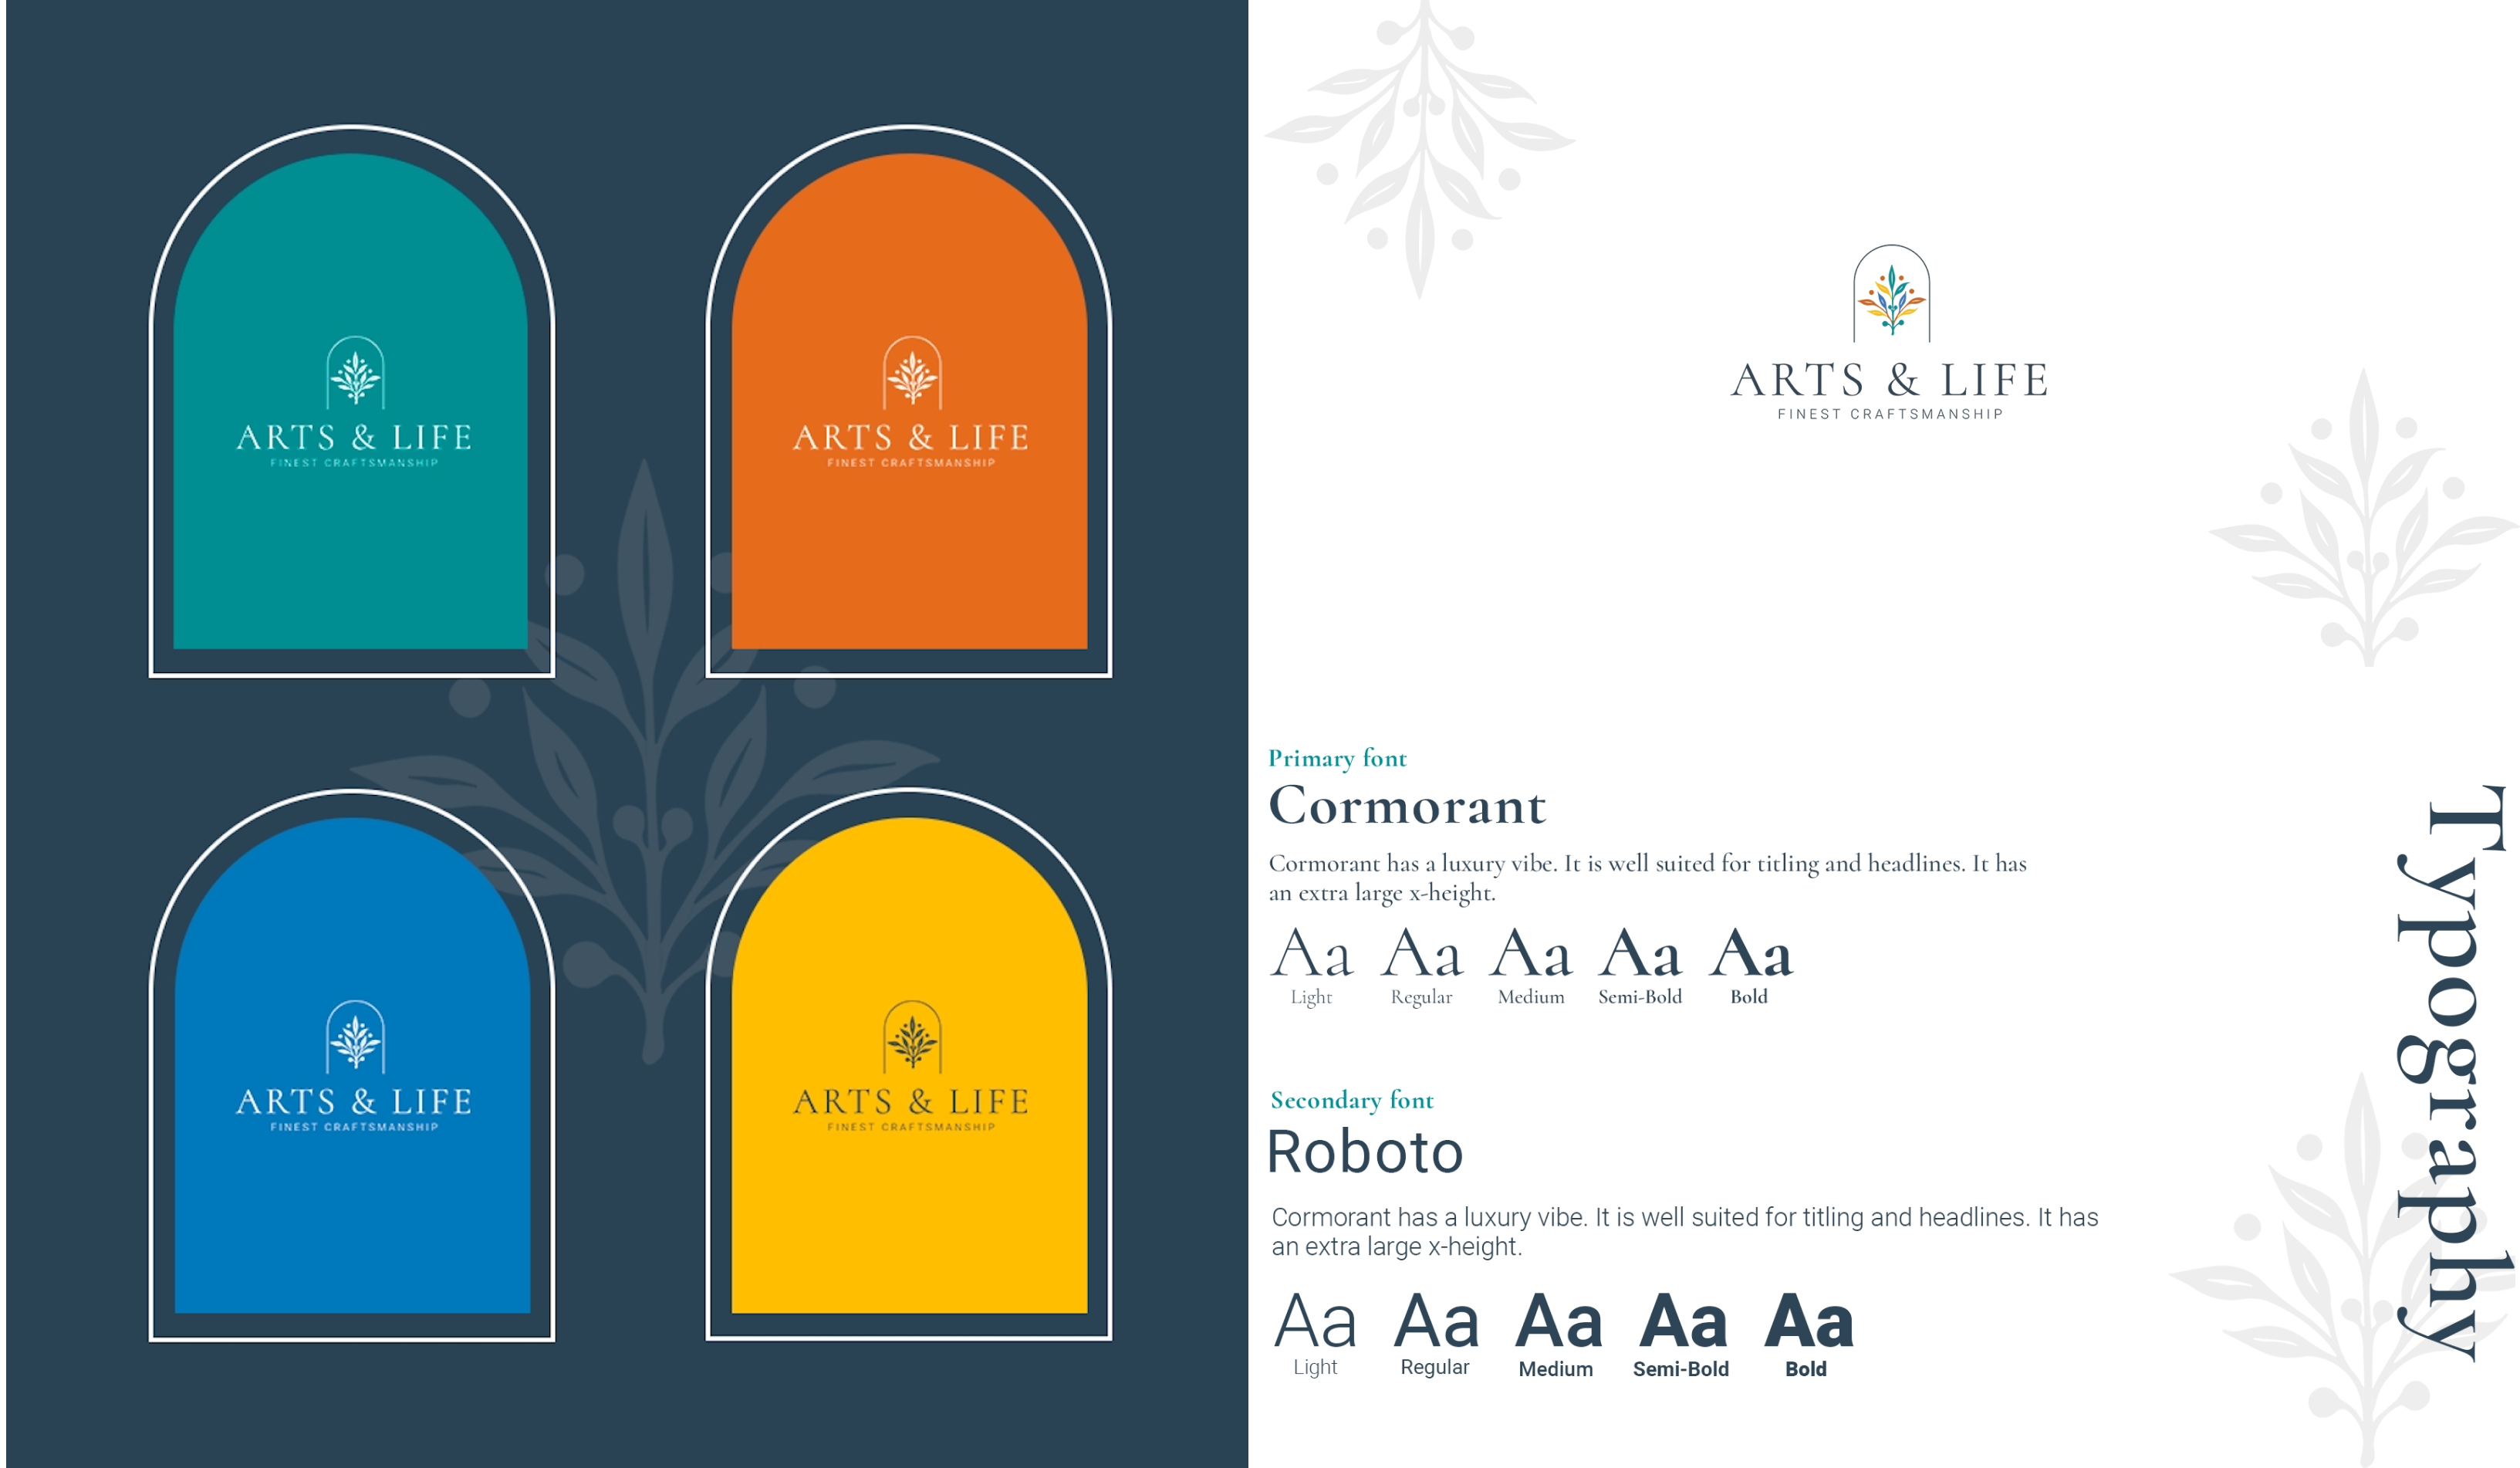 ARTS & LIFE
FINEST CRAFTSMANSHIP
ARTS & LIFE
FINEST CRAFTSMANSHIP
ARTS & LIFE
FINEST CRAFTSMANSHIP
ARTS & LIFE
FINEST CRAFTSMANSHIP
ARTS & LIFE
FINEST CRAFTSMANSHIP
Primary font
Cormorant
Cormorant has a luxury vibe. It is well suited for titling and headlines. It has
an extra large x-height.
Aa Aa Aa Aa Aa
Light Regular Medium Semi-Bold Bold
Secondary font
Roboto
Cormorant has a luxury vibe. It is well suited for titling and headlines. It has
an extra large x-height.
Aa Aa Aa Aa Aa
Light Regular Medium Semi-Bold Bold
Typography